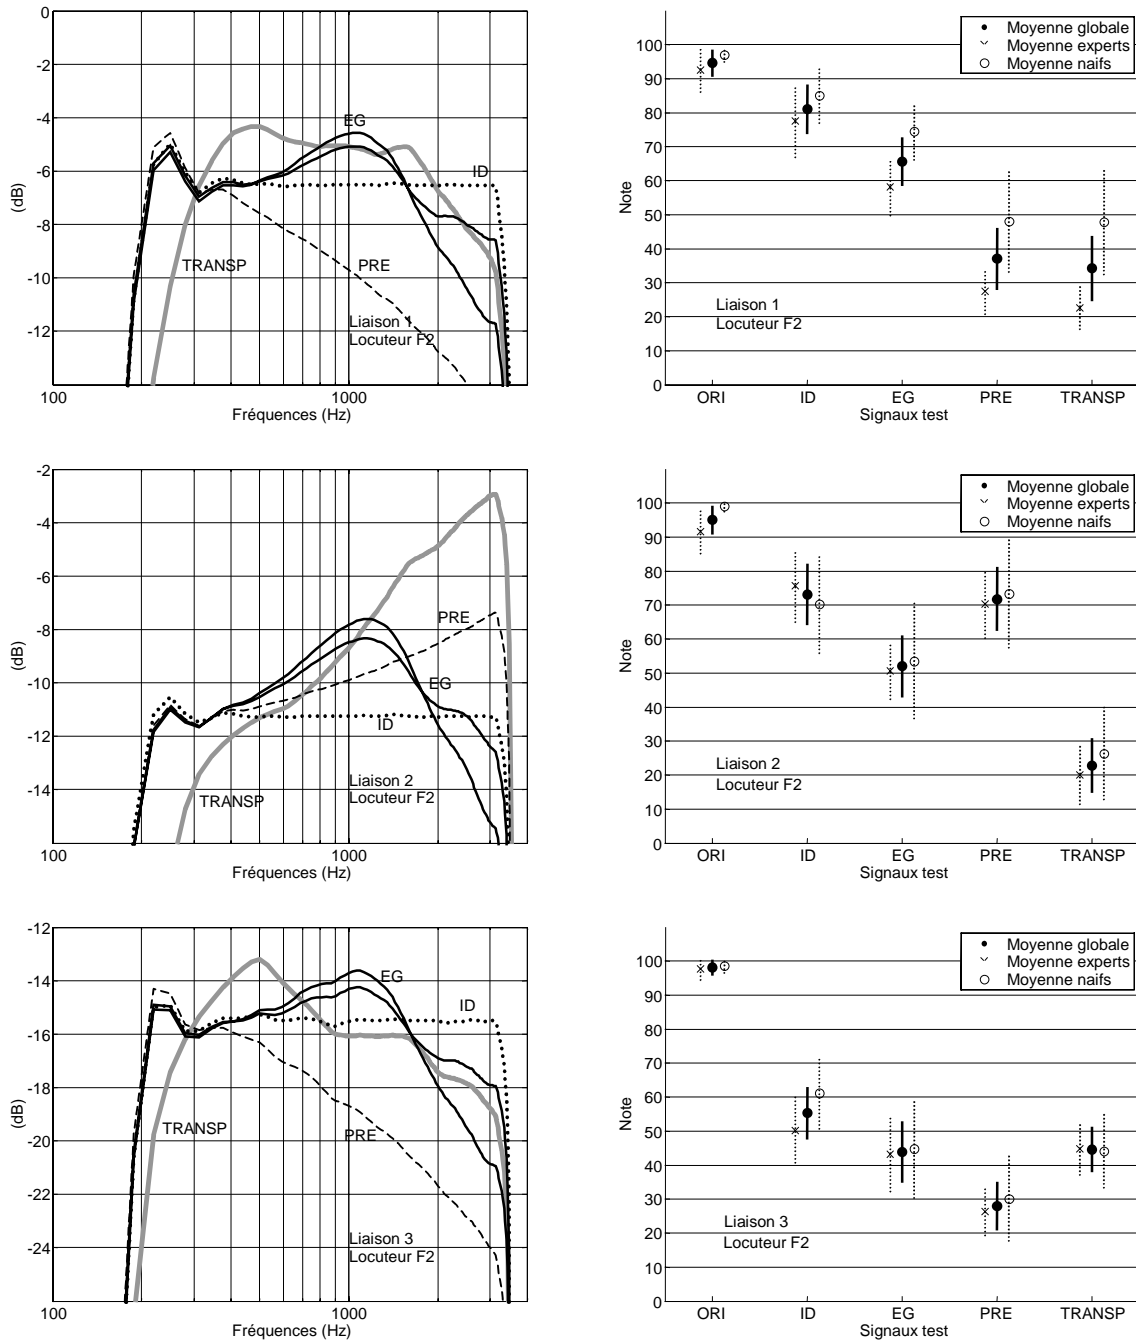 0
-2
-4
-6
-8
-10
-12
(dB)
EG
ID
TRANSP
PRE
Liaison 1
Locuteur F2
100
1000
Fréquences (Hz)
100
90
80
70
60
50
40
30
20
10
0
Note
Moyenne globale
Moyenne experts
Moyenne naifs
Liaison 1
Locuteur F2
ORI
ID
EG
PRE
TRANSP
Signaux test
-2
-4
-6
-8
-10
-12
-14
(dB)
PRE
EG
ID
TRANSP
Liaison 2
Locuteur F2
100
1000
Fréquences (Hz)
100
90
80
70
60
50
40
30
20
10
0
Note
Moyenne globale
Moyenne experts
Moyenne naifs
Liaison 2
Locuteur F2
ORI
ID
EG
PRE
TRANSP
Signaux test
-12
-14
-16
-18
-20
-22
-24
(dB)
EG
ID
TRANSP
PRE
Liaison 3
Locuteur F2
100
1000
Fréquences (Hz)
100
90
80
70
60
50
40
30
20
10
0
Note
Moyenne globale
Moyenne experts
Moyenne naifs
Liaison 3
Locuteur F2
ORI
ID
EG
PRE
TRANSP
Signaux test